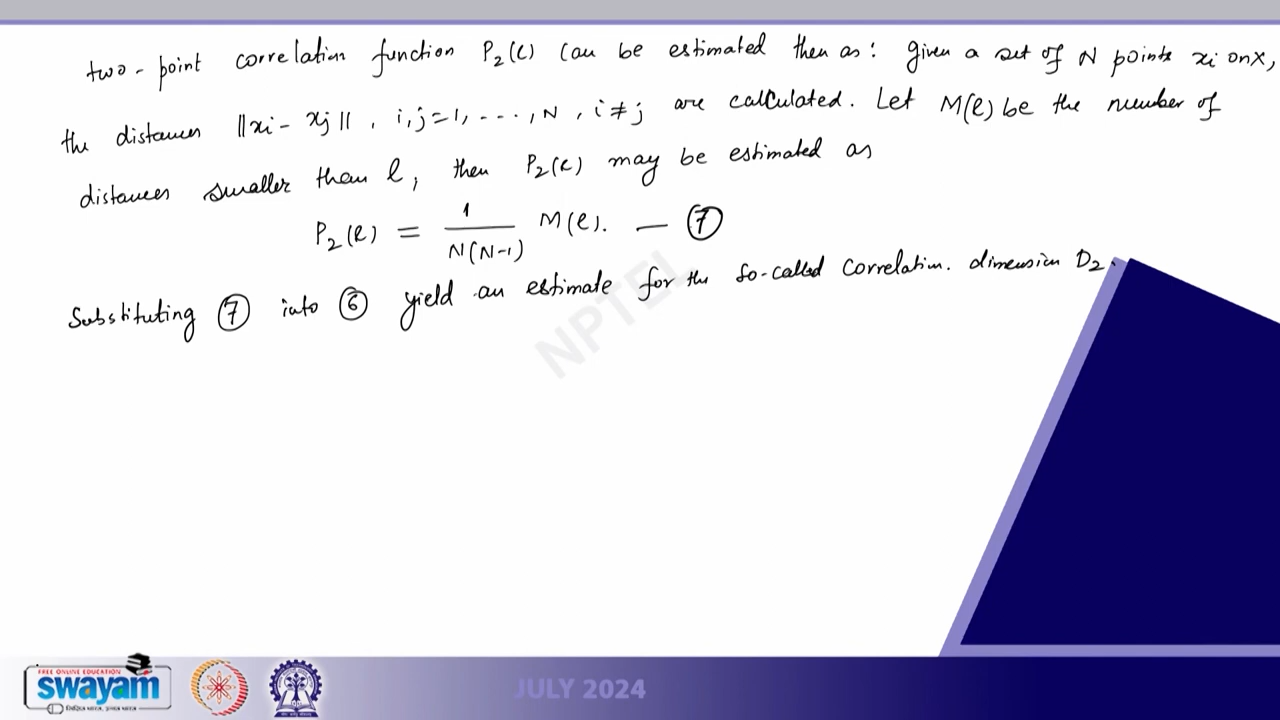 two-point correlation function P₂(l) can be estimated then as: given a set of N points xi on X,
the distances ||xi - xj||, i,j=1, ---, N, i≠j are calculated. Let M(l) be the number of
distances smaller than l, then P₂(l) may be estimated as
P₂(l) = 1/N(N-1) M(l). — ⑦
Substituting ⑦ into ⑥ yield an estimate for the so-called correlation. dimension D₂.
NPTEL
FREE ONLINE EDUCATION
swayam
JULY 2024